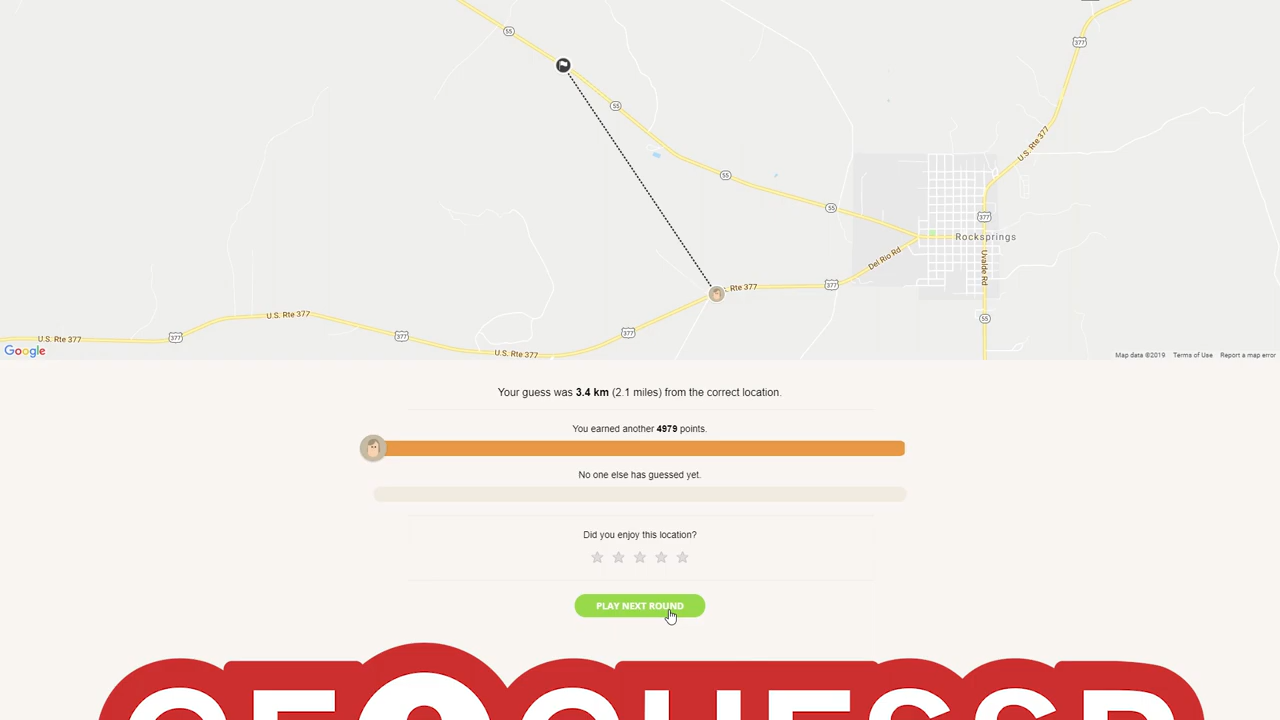 55
377
55
U.S. Rte 377
55
55
377
Rocksprings
Del Rio Rd
Uvalde Rd
Rte 377
377
U.S. Rte 377
377
55
U.S. Rte 377
377
377
U.S. Rte 377
Google
Map data ©2019 Terms of Use Report a map error
Your guess was 3.4 km (2.1 miles) from the correct location.
You earned another 4979 points.
No one else has guessed yet.
Did you enjoy this location?
PLAY NEXT ROUND
GEOGUESSR